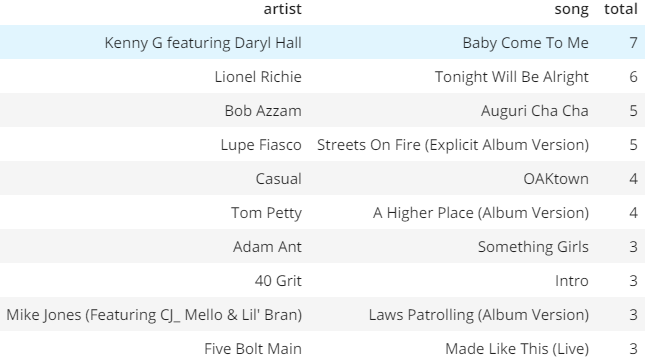 artist song total
Kenny G featuring Daryl Hall Baby Come To Me 7
Lionel Richie Tonight Will Be Alright 6
Bob Azzam Auguri Cha Cha 5
Lupe Fiasco Streets On Fire (Explicit Album Version) 5
Casual OAKtown 4
Tom Petty A Higher Place (Album Version) 4
Adam Ant Something Girls 3
40 Grit Intro 3
Mike Jones (Featuring CJ_ Mello & Lil' Bran) Laws Patrolling (Album Version) 3
Five Bolt Main Made Like This (Live) 3